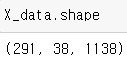 X_data.shape
(291, 38, 1138)